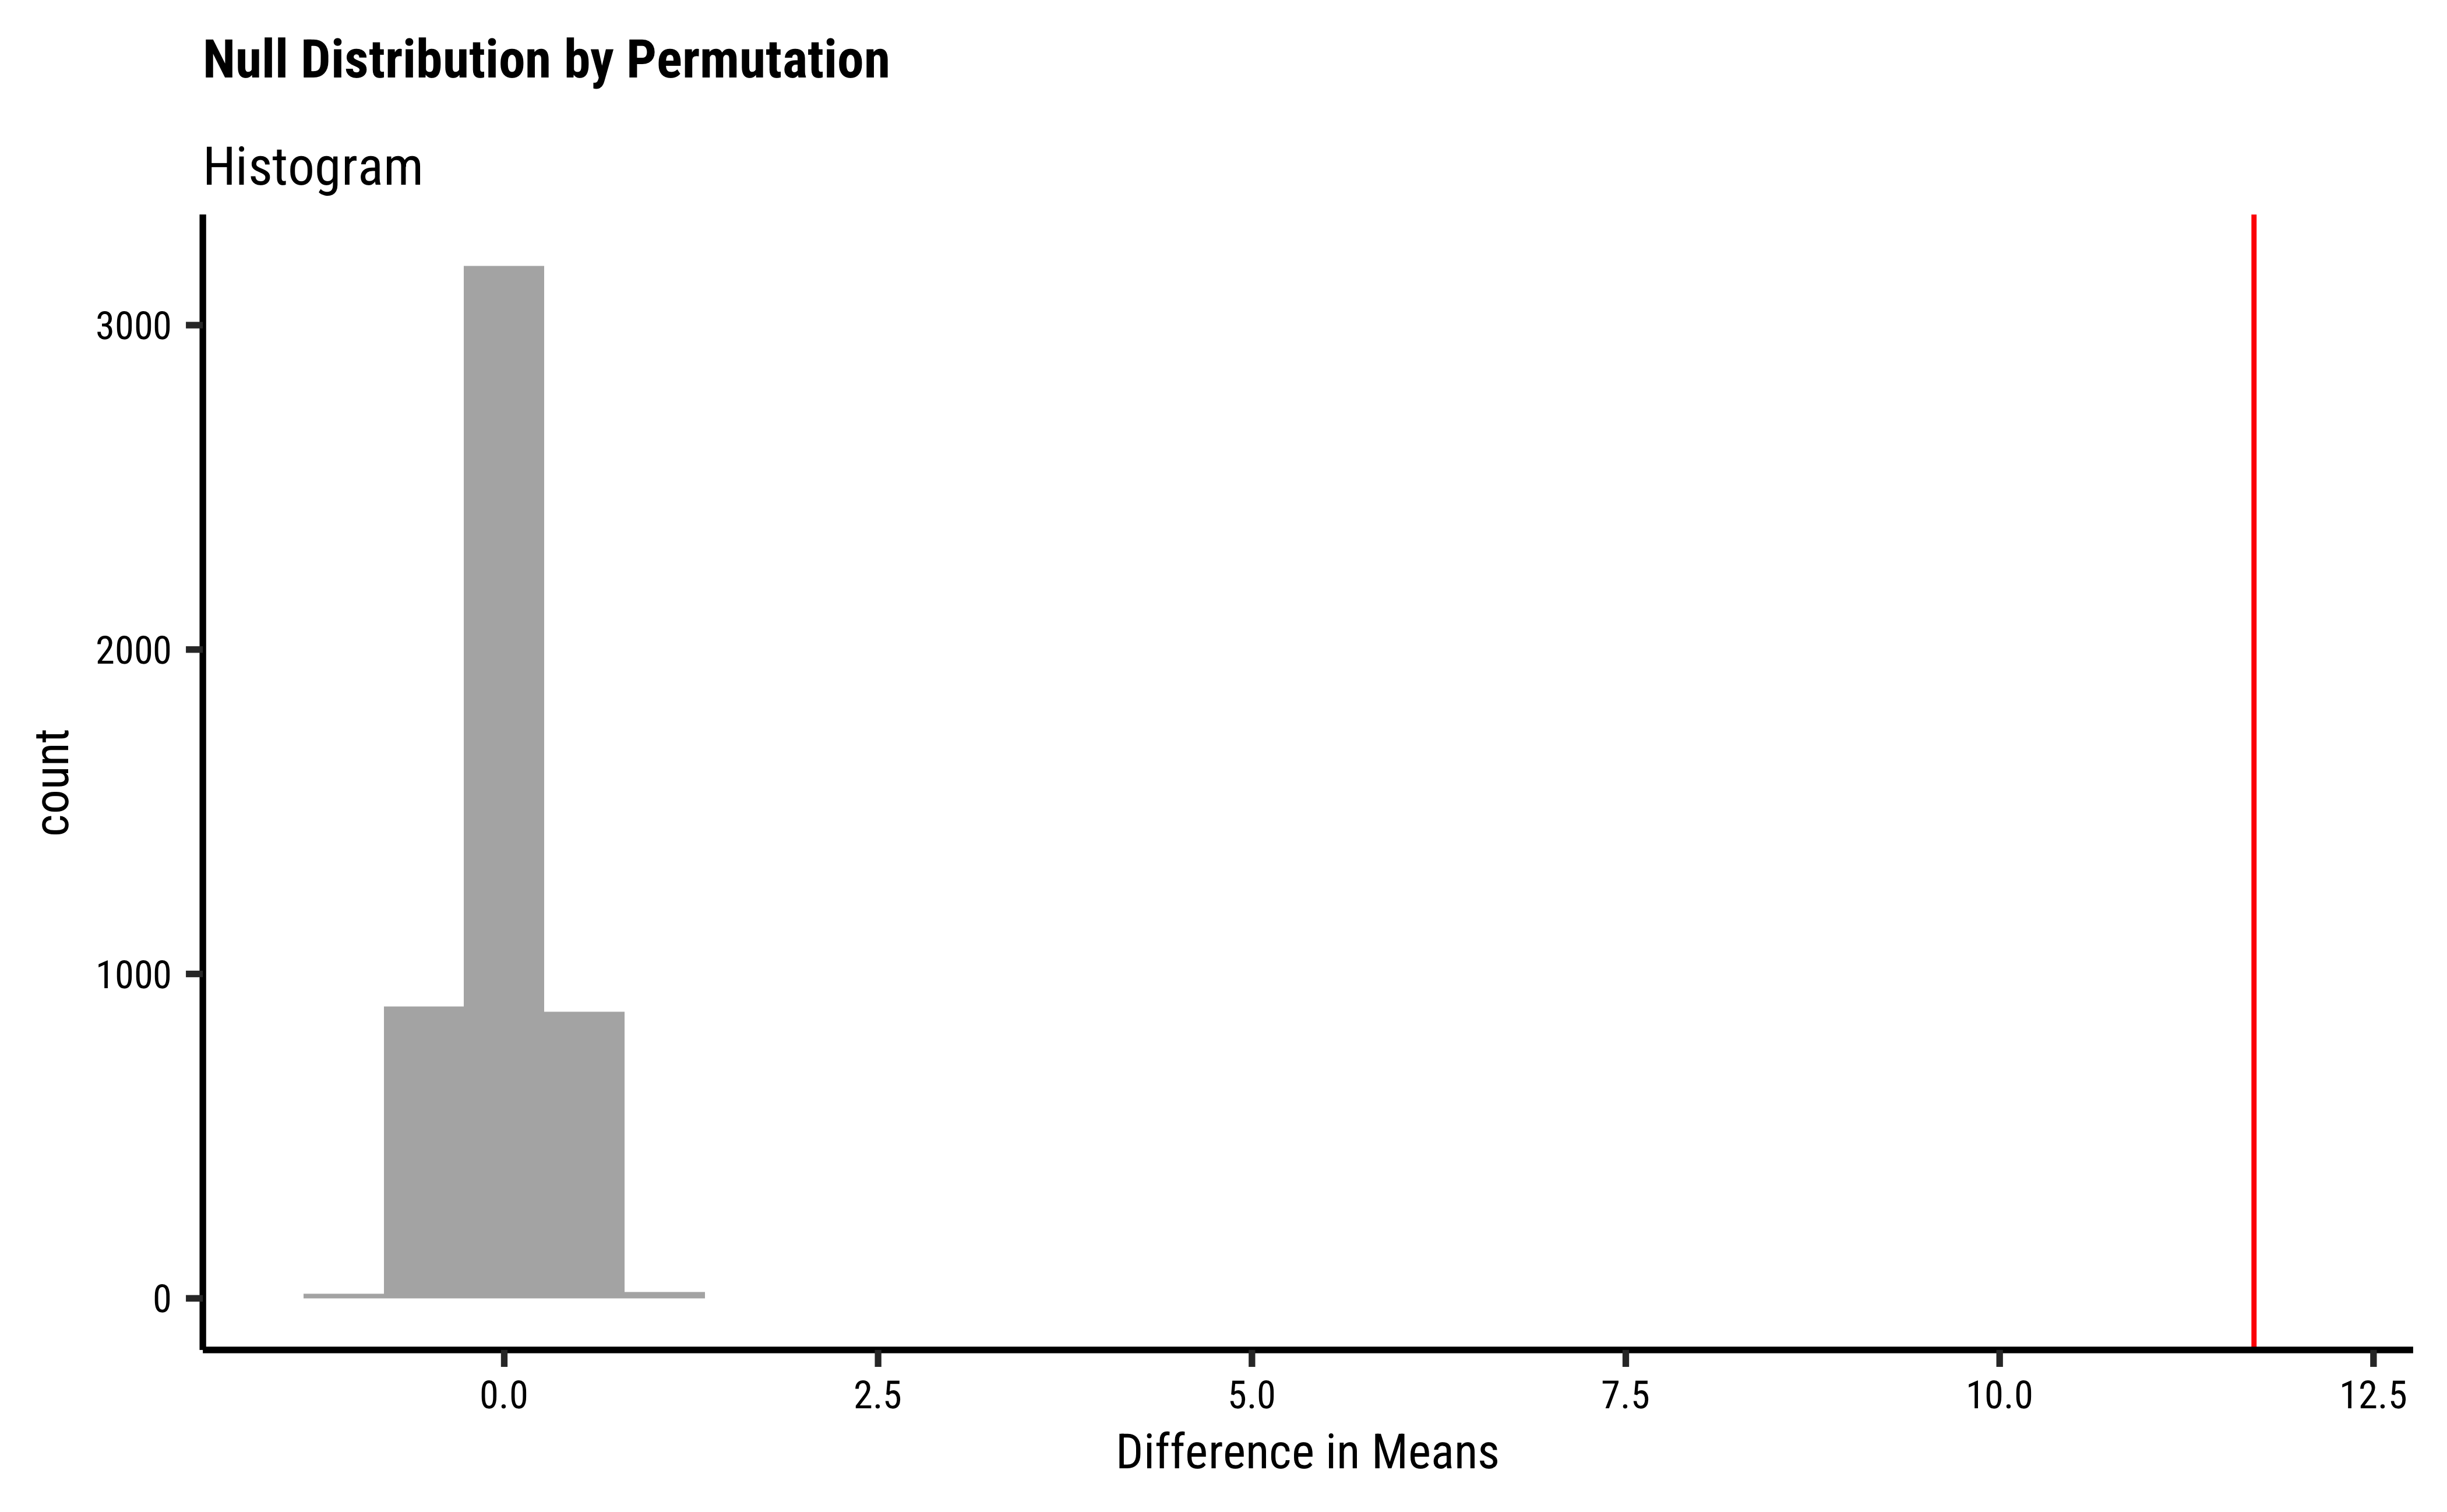 Null Distribution by Permutation
Histogram
3000
2000
1000
0
count
0.0
2.5
5.0
7.5
10.0
12.5
Difference in Means